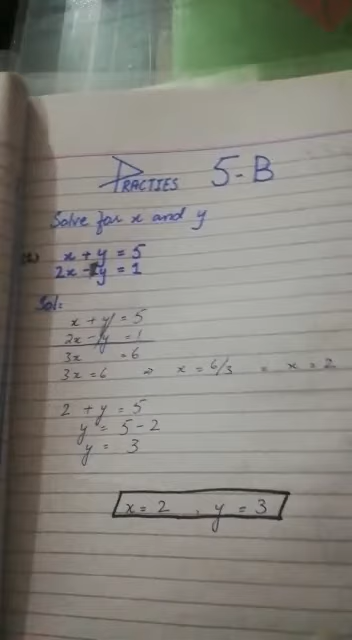 PRACTIES 5-B
Solve for x and y
x + y = 5
2x - y = 1
Sol:
x + y = 5
2x - y = 1
3x = 6
3x = 6 ⇒ x = 6/3 = x = 2
2 + y = 5
y = 5 - 2
y = 3
x = 2 , y = 3